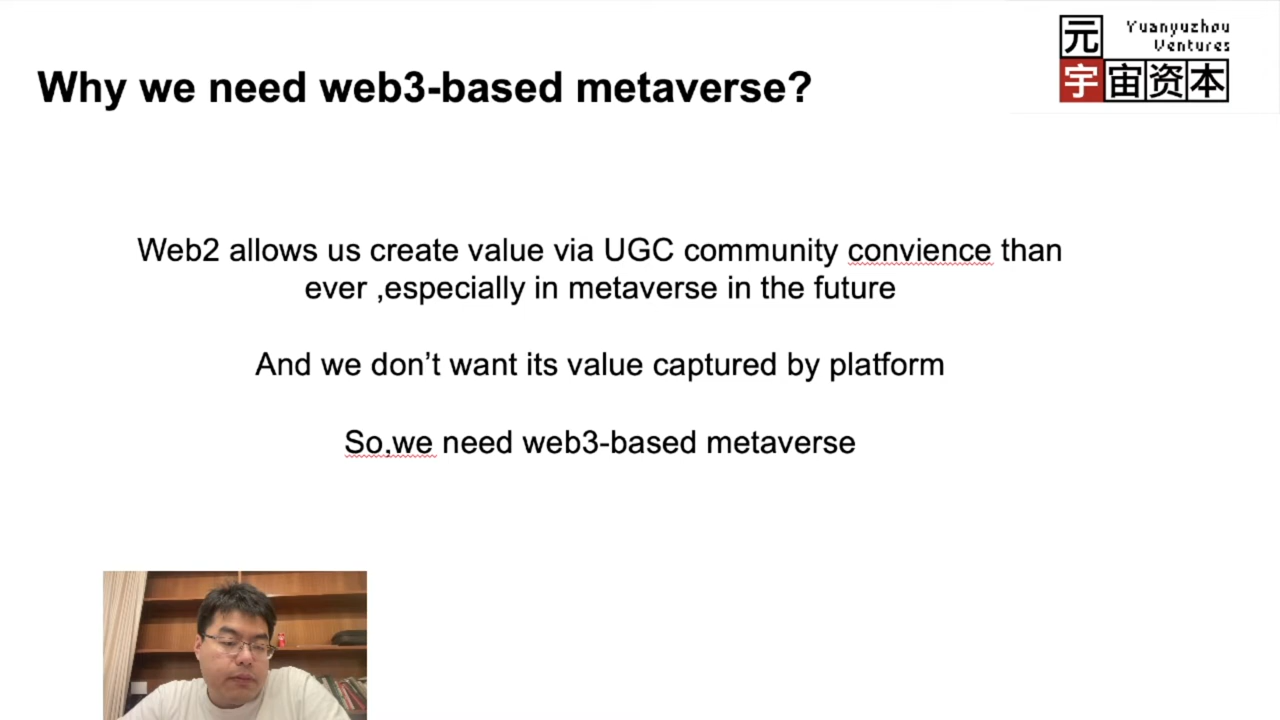 Why we need web3-based metaverse?
元
Yuanyuzhou
Ventures
宇宙资本
Web2 allows us create value via UGC community convience than
ever ,especially in metaverse in the future
And we don’t want its value captured by platform
So,we need web3-based metaverse